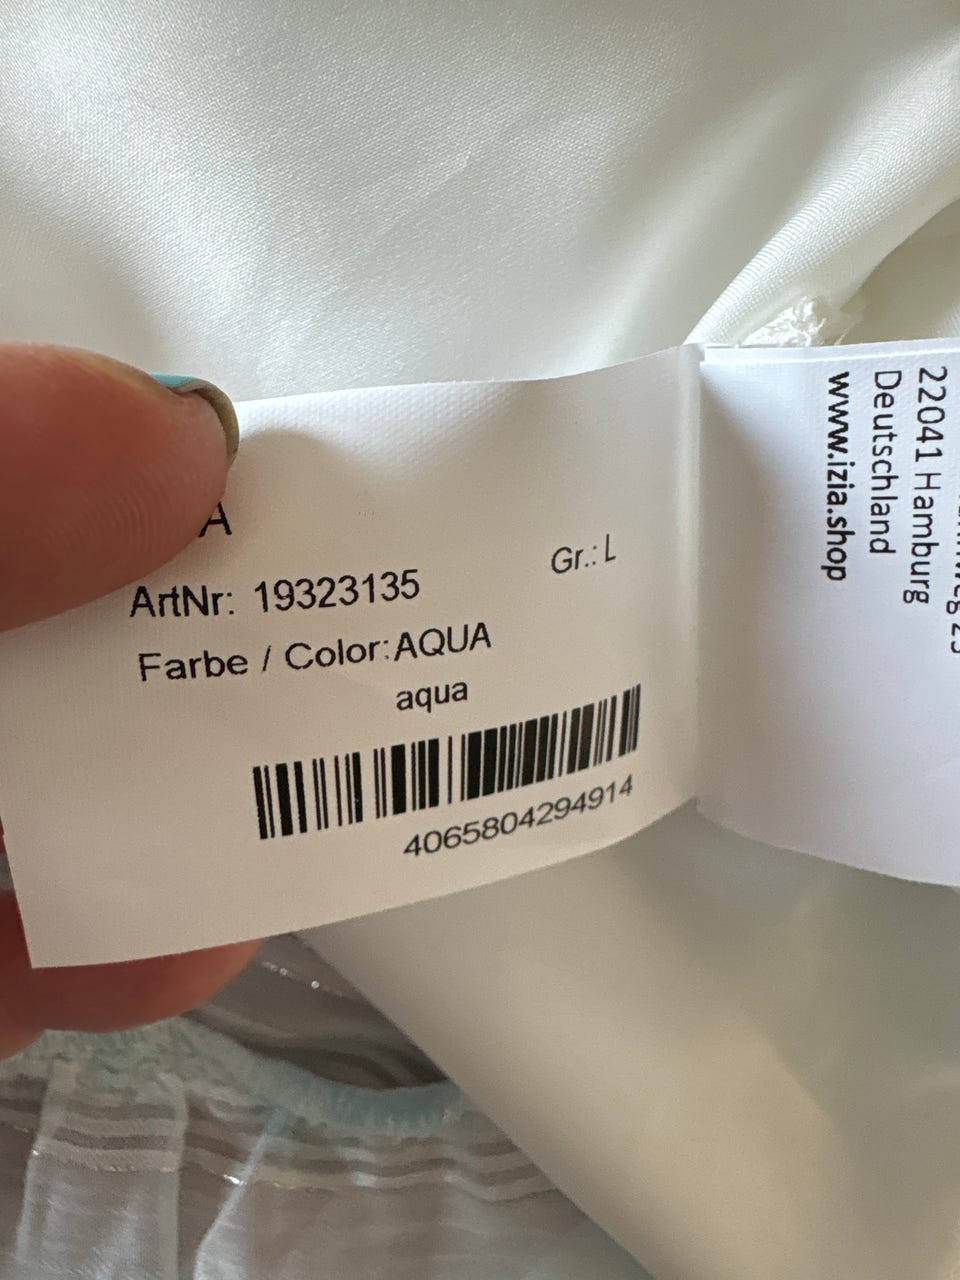 ArtNr: 19323135
Gr.: L
Farbe / Color:AQUA
aqua
4065804294914
22041 Hamburg
Deutschland
www.izia.shop